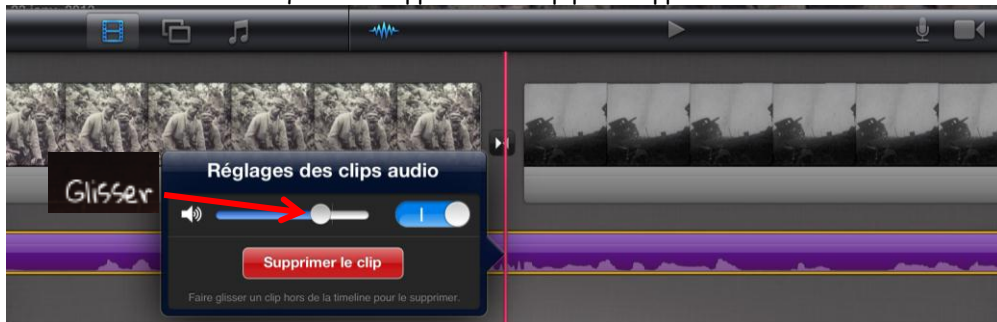 Réglages des clips audio
Glisser
Supprimer le clip
Faire glisser un clip hors de la timeline pour le supprimer.